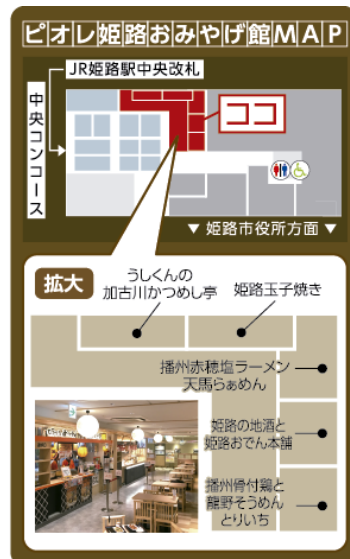 ピオレ姫路おみやげ館MAP
JR姫路駅中央改札
中央コンコース
ココ
▼ 姫路市役所方面 ▼
拡大
うしくんの
加古川かつめし亭
姫路玉子焼き
播州赤穂塩ラーメン
天馬らぁめん
姫路の地酒と
姫路おでん本舗
播州骨付鶏と
龍野そうめん
とりいち